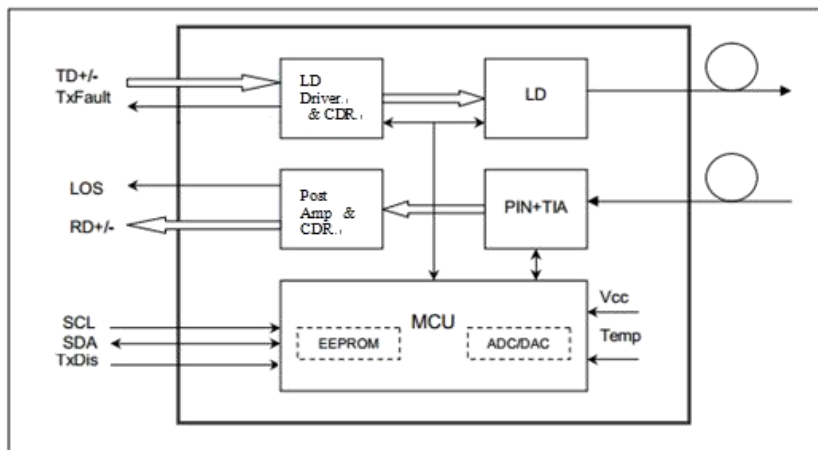 TD+/-
TxFault
LD
Driver.
& CDR.
LD
LOS
RD+/-
Post
Amp &
CDR.
PIN+TIA
SCL
SDA
TxDis
MCU
EEPROM
ADC/DAC
Vcc
Temp